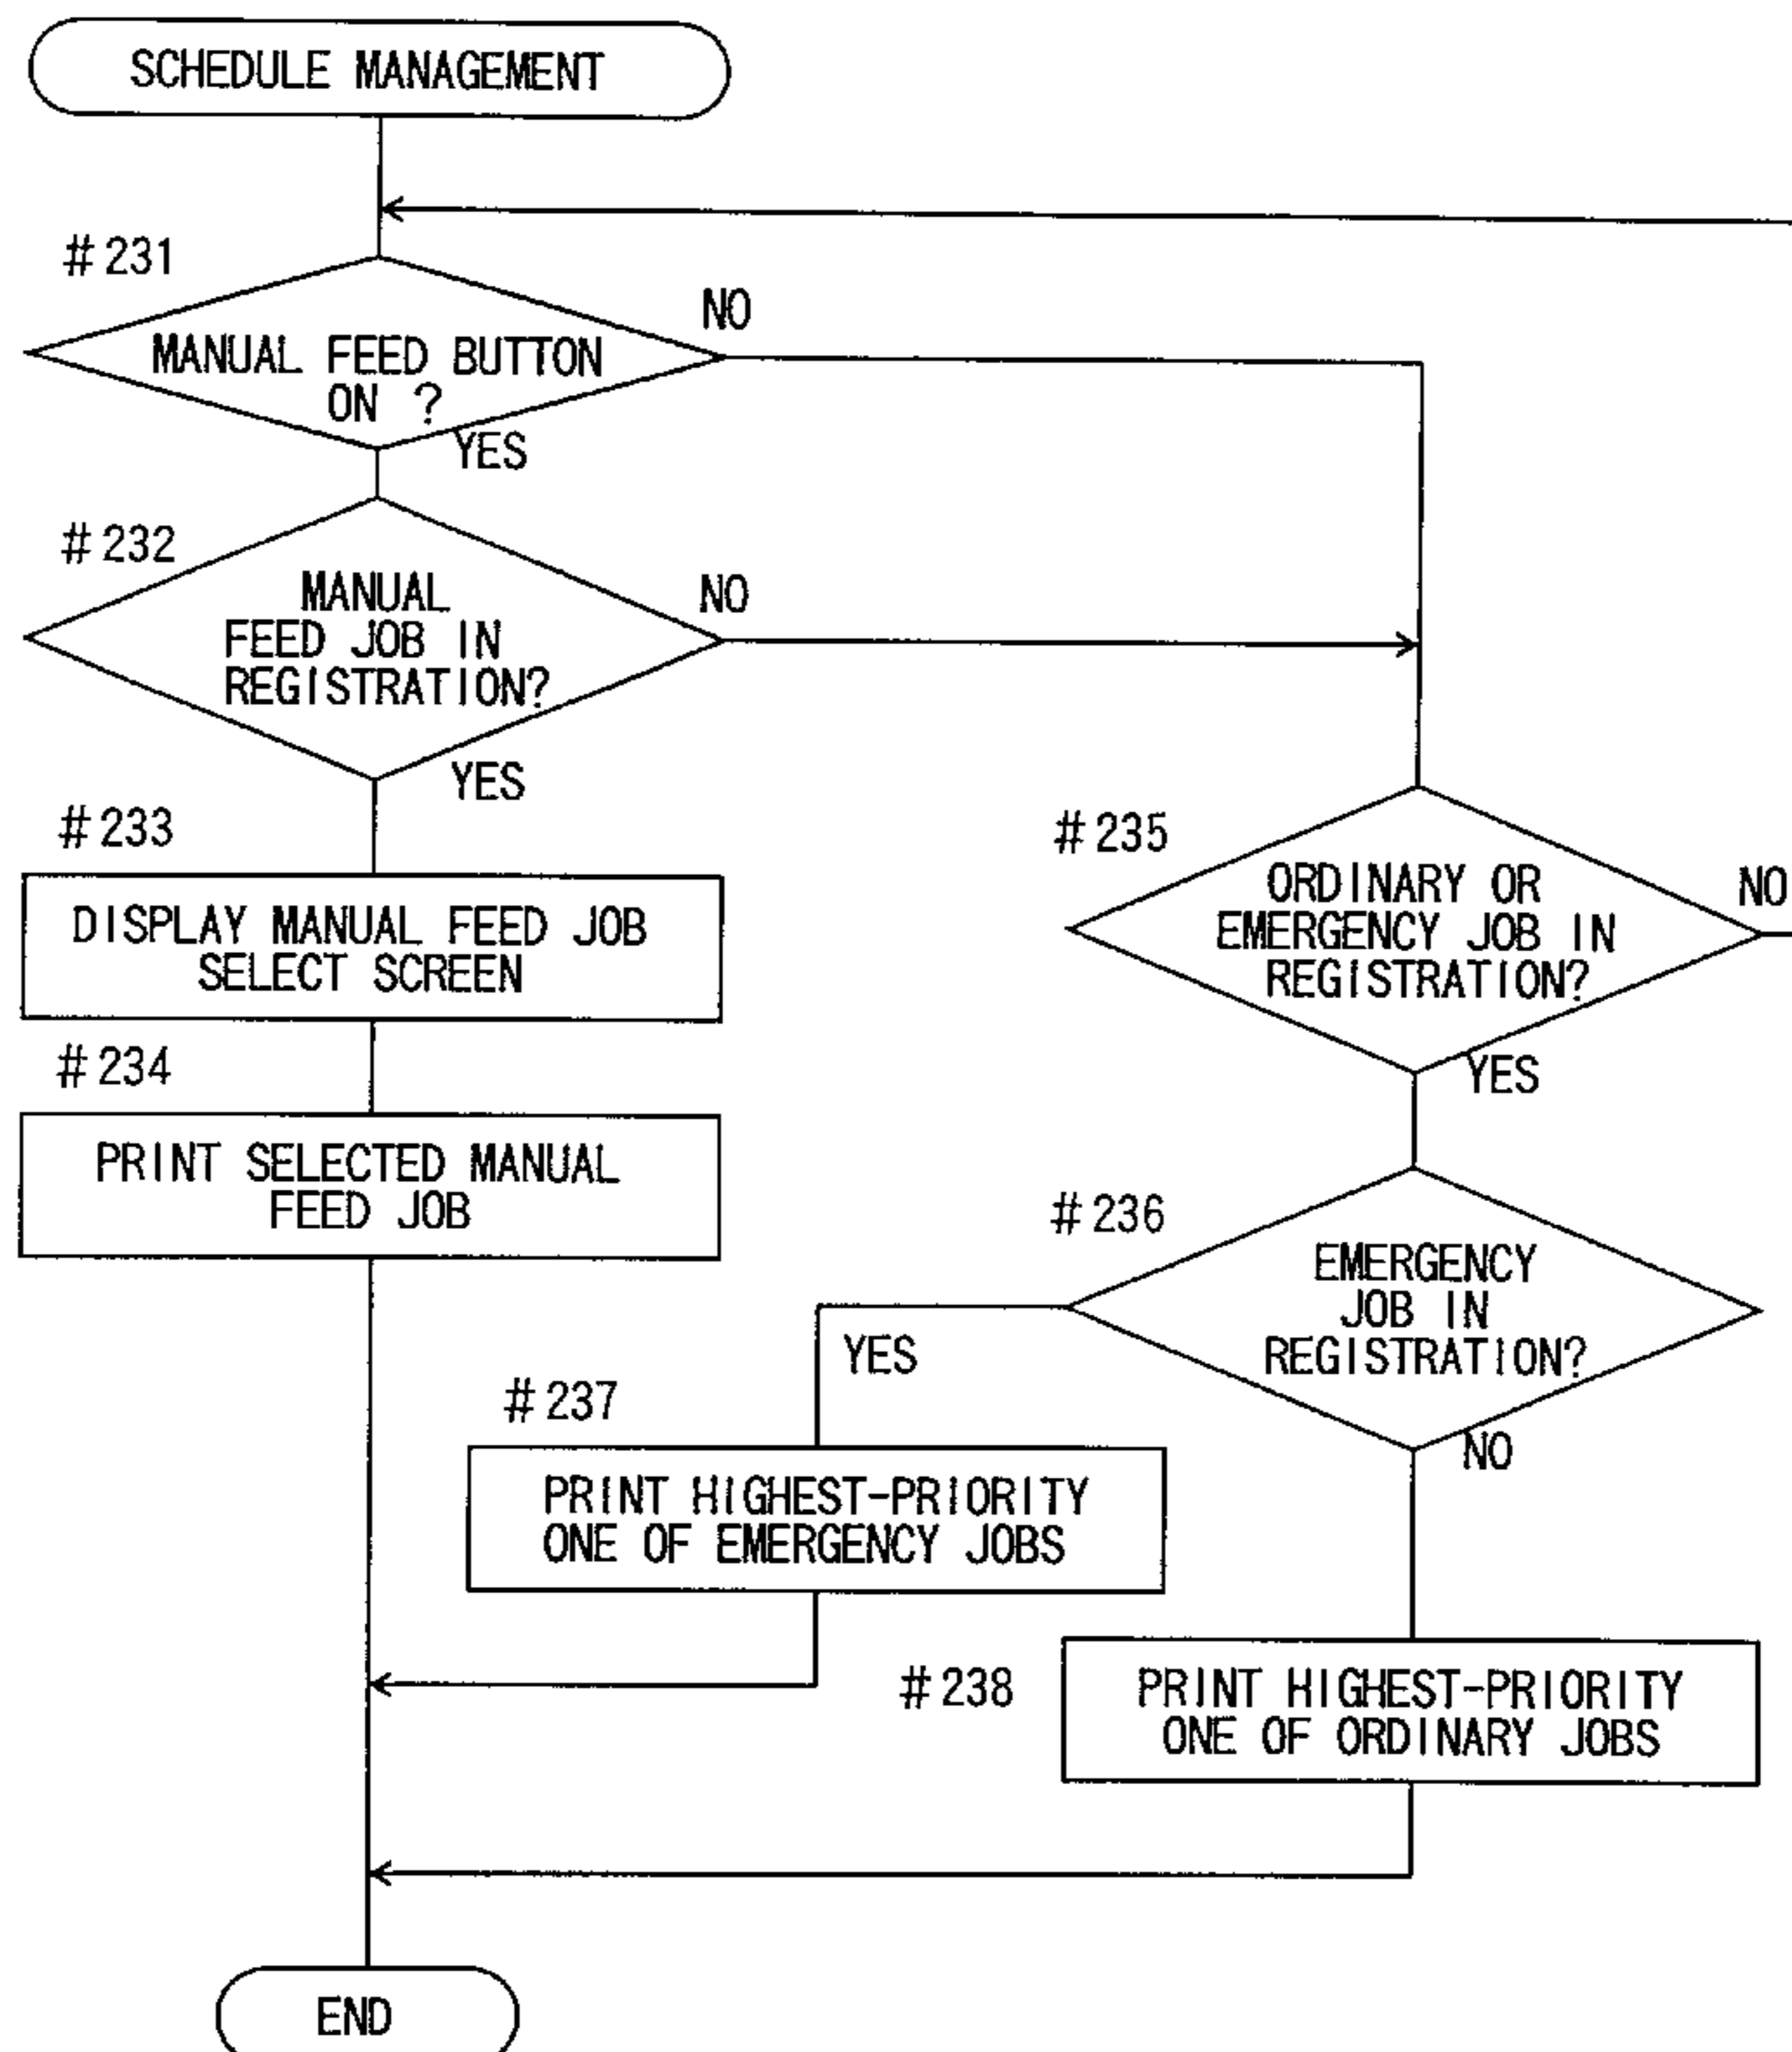 SCHEDULE MANAGEMENT
#231
NO
MANUAL FEED BUTTON
ON ?
YES
#232
MANUAL
FEED JOB IN
REGISTRATION?
NO
YES
#233
DISPLAY MANUAL FEED JOB
SELECT SCREEN
#234
PRINT SELECTED MANUAL
FEED JOB
#235
ORDINARY OR
EMERGENCY JOB IN
REGISTRATION?
NO
YES
#236
EMERGENCY
JOB IN
REGISTRATION?
YES
NO
#237
PRINT HIGHEST-PRIORITY
ONE OF EMERGENCY JOBS
#238
PRINT HIGHEST-PRIORITY
ONE OF ORDINARY JOBS
END